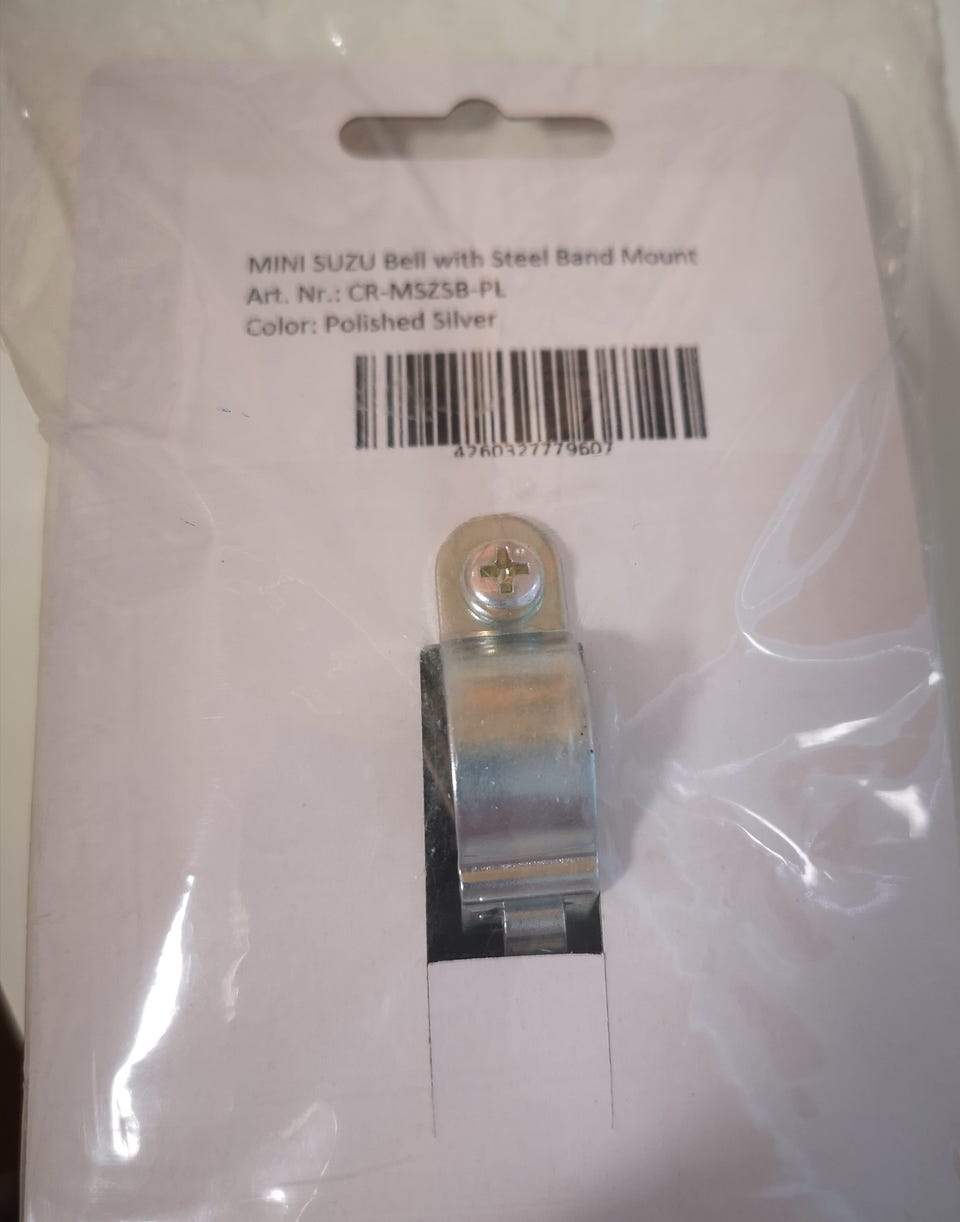 MINI SUZU Bell with Steel Band Mount
Art. Nr.: CR-MSZSB-PL
Color: Polished Silver
4260327779607